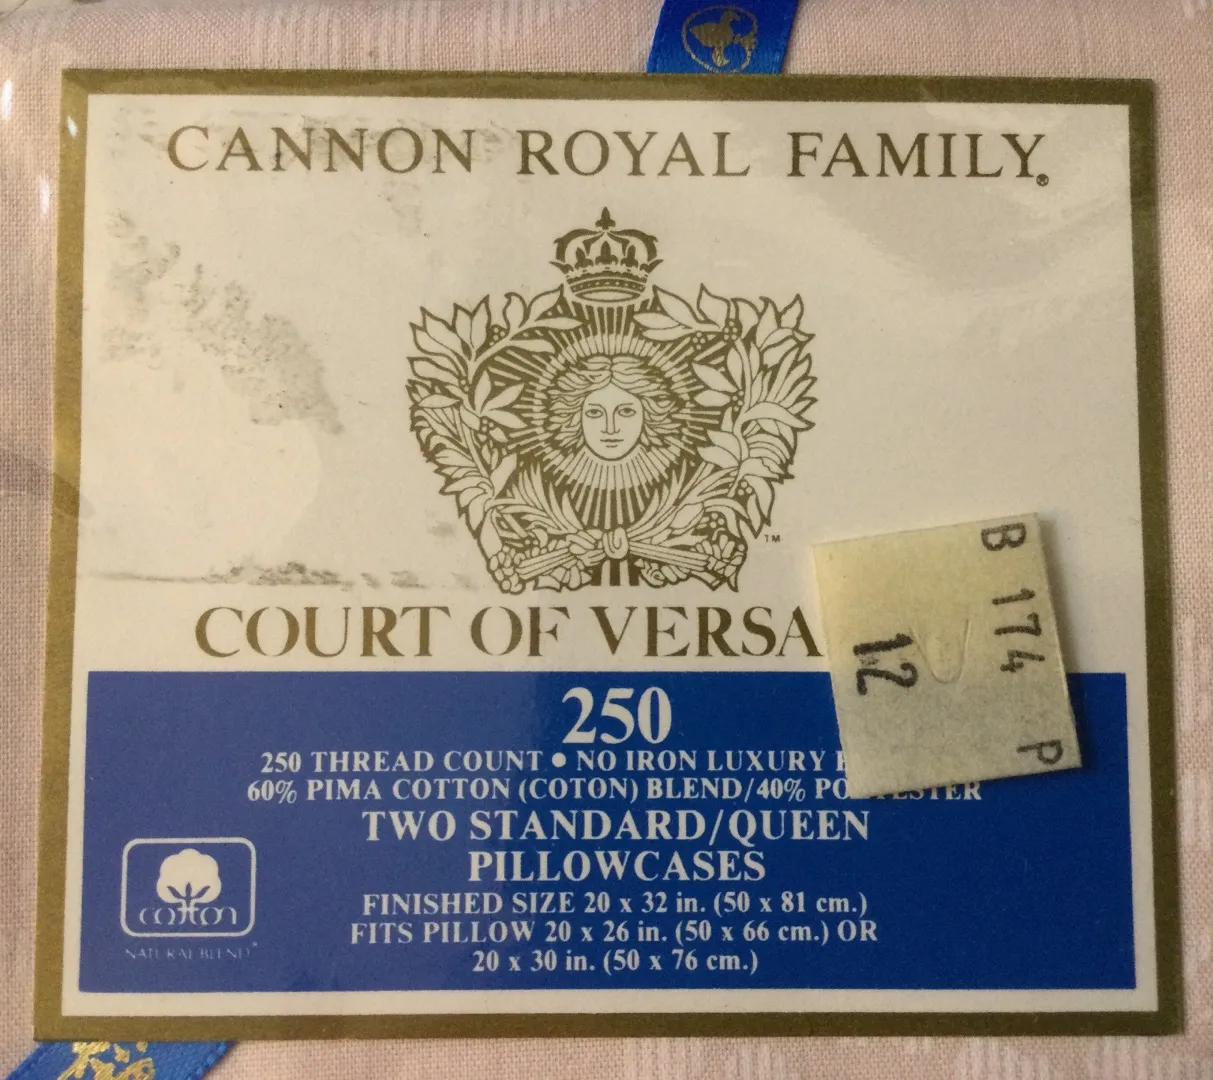 CANNON ROYAL FAMILY®
TM
COURT OF VERSA
250
250 THREAD COUNT • NO IRON LUXURY
60% PIMA COTTON (COTON) BLEND/40% POLYESTER
TWO STANDARD/QUEEN
PILLOWCASES
FINISHED SIZE 20 x 32 in. (50 x 81 cm.)
FITS PILLOW 20 x 26 in. (50 x 66 cm.) OR
20 x 30 in. (50 x 76 cm.)
cotton
NATURAL BLEND®
B 174 P
12